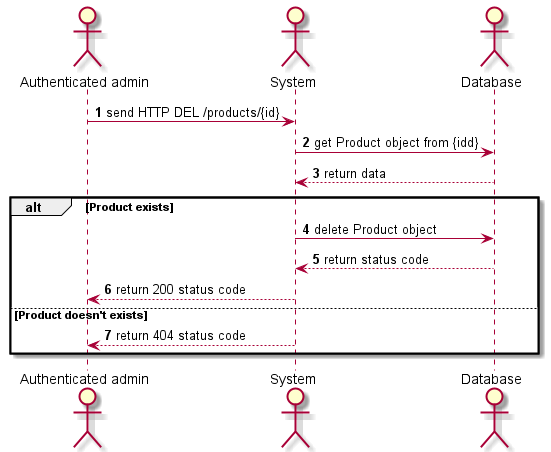 Authenticated admin System Database
1 send HTTP DEL /products/{id}
2 get Product object from {idd}
3 return data
alt [Product exists]
4 delete Product object
5 return status code
6 return 200 status code
[Product doesn't exists]
7 return 404 status code
Authenticated admin System Database